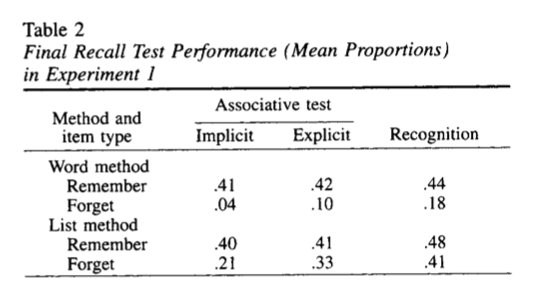 Table 2
Final Recall Test Performance (Mean Proportions)
in Experiment 1
Associative test
Method and
item type Implicit Explicit Recognition
Word method
Remember .41 .42 .44
Forget .04 .10 .18
List method
Remember .40 .41 .48
Forget .21 .33 .41